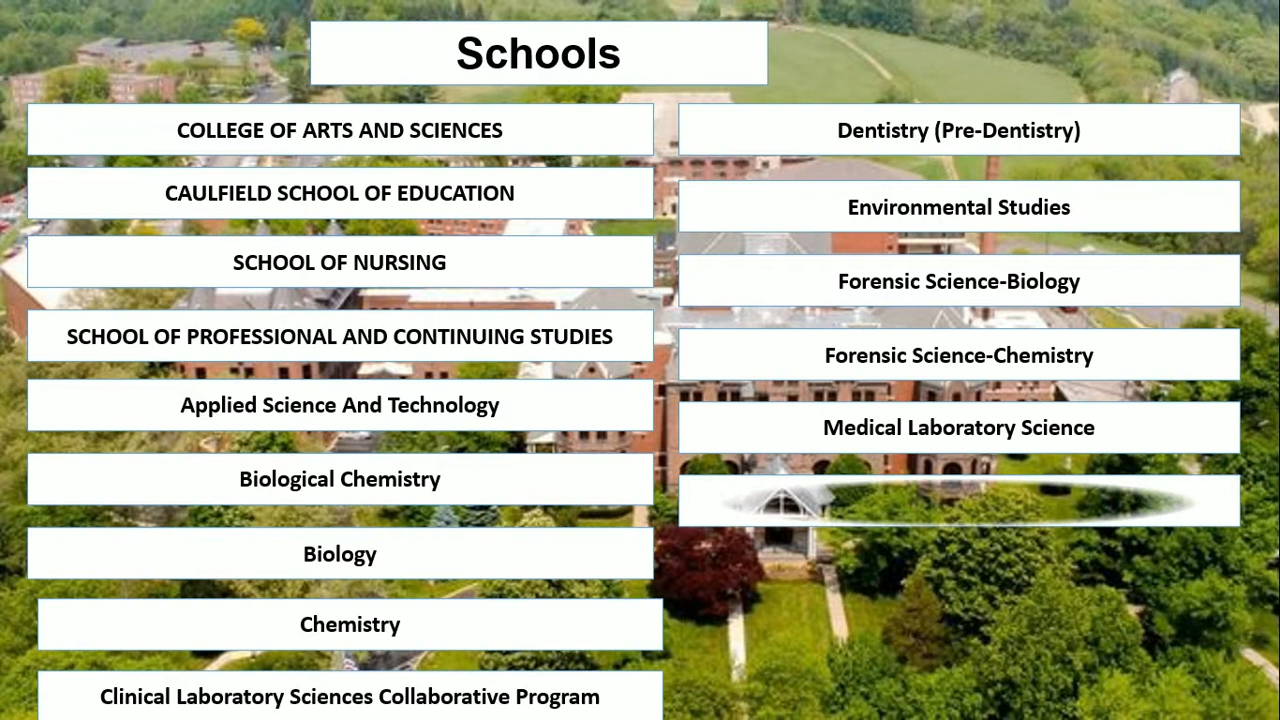 Schools
COLLEGE OF ARTS AND SCIENCES
CAULFIELD SCHOOL OF EDUCATION
SCHOOL OF NURSING
SCHOOL OF PROFESSIONAL AND CONTINUING STUDIES
Applied Science And Technology
Biological Chemistry
Biology
Chemistry
Clinical Laboratory Sciences Collaborative Program
Dentistry (Pre-Dentistry)
Environmental Studies
Forensic Science-Biology
Forensic Science-Chemistry
Medical Laboratory Science